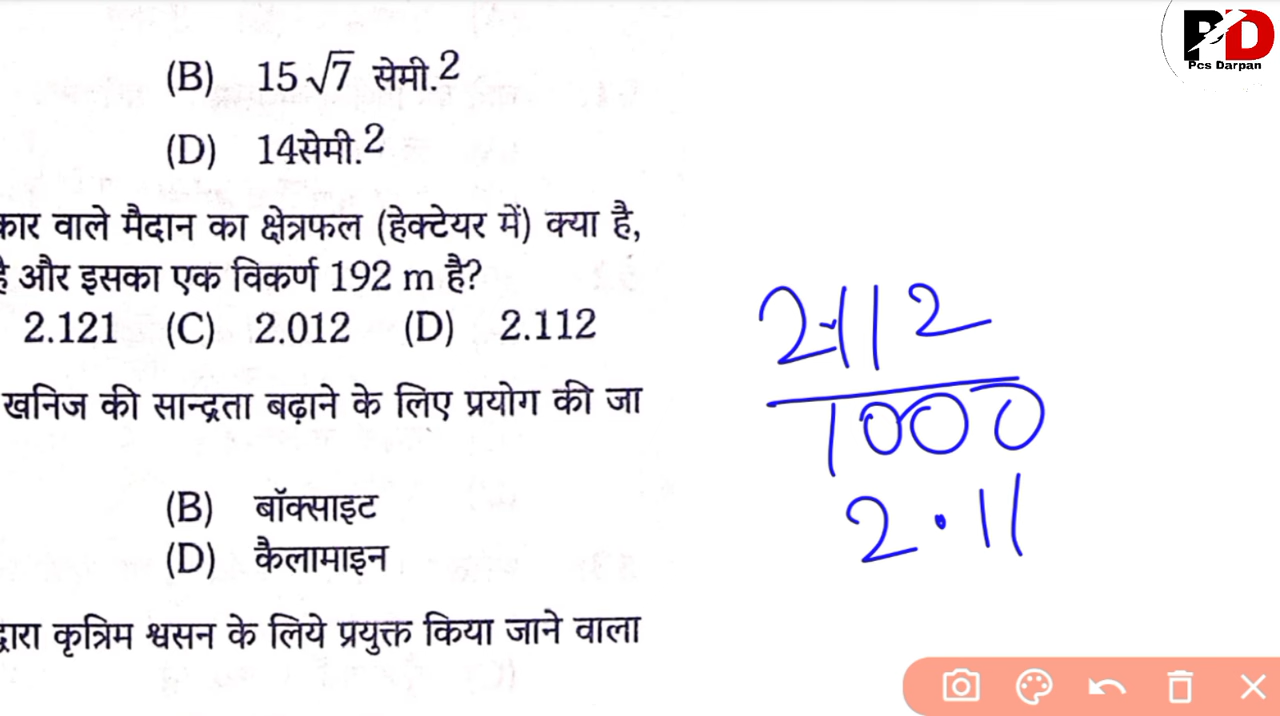 PD
Pcs Darpan
(B) 15√7 सेमी.2
(D) 14सेमी.2
कार वाले मैदान का क्षेत्रफल (हेक्टेयर में) क्या है,
है और इसका एक विकर्ण 192 m है?
2.121 (C) 2.012 (D) 2.112
खनिज की सान्द्रता बढ़ाने के लिए प्रयोग की जा
(B) बॉक्साइट
(D) कैलामाइन
द्वारा कृत्रिम श्वसन के लिये प्रयुक्त किया जाने वाला
2112
1000
2.11